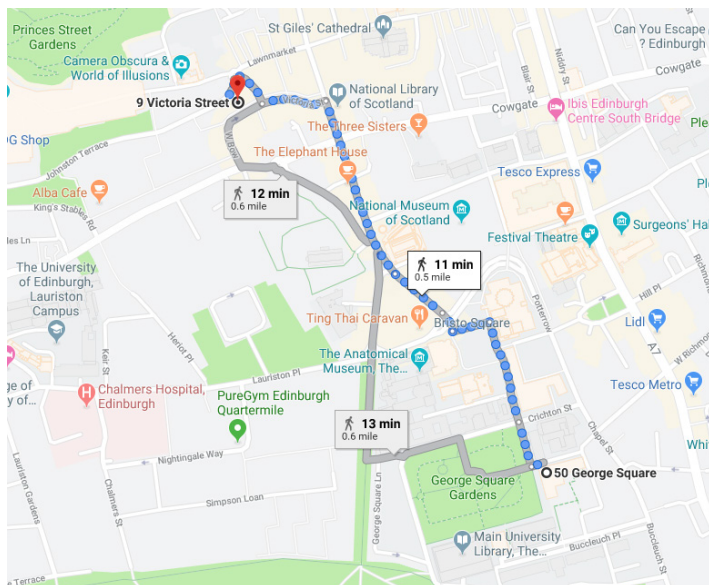 Princes Street
Gardens
St Giles' Cathedral
Can You Escape
? Edinburgh
Camera Obscura &
World of Illusions
Lawnmarket
Blair St
Niddry St
Cowgate
9 Victoria Street
National Library
of Scotland
Cowgate
Ibis Edinburgh
Centre South Bridge
OG Shop
Johnston Terrace
W Bow
The Three Sisters
The Elephant House
Tesco Express
Alba Cafe
King's Stables Rd
12 min
0.6 mile
National Museum
of Scotland
Festival Theatre
Surgeons' Hal
The University
of Edinburgh,
Lauriston
Campus
11 min
0.5 mile
Potterrow
Hill Pl
Ting Thai Caravan
Bristo Square
Lidl
A7
W Richmond
Heriot Pl
Keir St
Lauriston Pl
The Anatomical
Museum, The...
Tesco Metro
Chalmers Hospital,
Edinburgh
PureGym Edinburgh
Quartermile
13 min
0.6 mile
Crichton St
Chapel St
Nightingale Way
George Square
Gardens
50 George Square
Lauriston Gardens
Chalmers St
Simpson Loan
George Square Ln
Main University
Library, The...
Buccleuch Pl